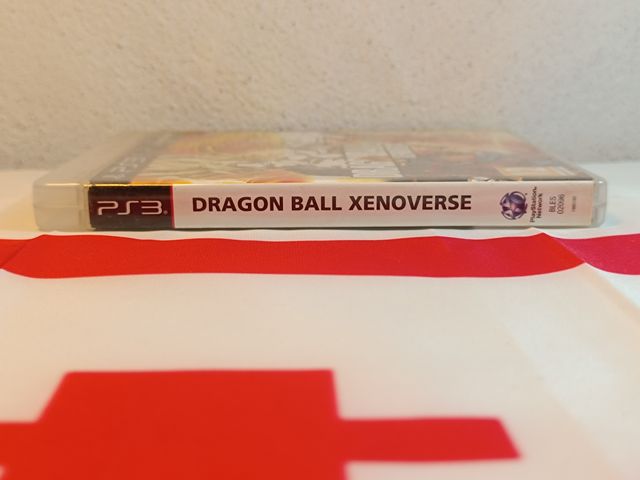 PS3
DRAGON BALL XENOVERSE
PlayStation
Network
BLES
02096